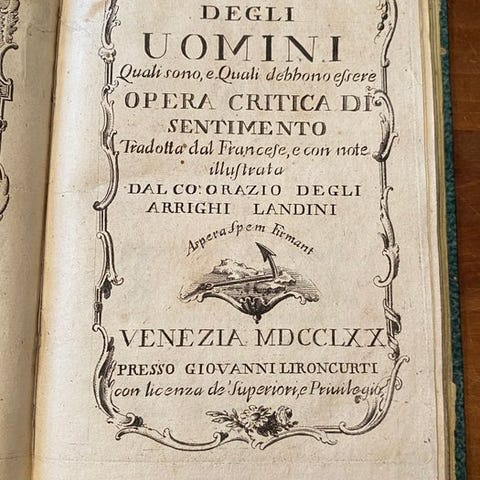 DEGLI
UOMINI
Quali sono, e Quali debbono eſsere
OPERA CRITICA DI
SENTIMENTO
Tradotta dal Franceſe, e con note
illuſtrata
DAL CO: ORAZIO DEGLI
ARRIGHI LANDINI
Aspera Spem Firmant
VENEZIA MDCCLXX
PRESSO GIOVANNI LIRONCURTI
con licenza de' Superiori, e Privilegio